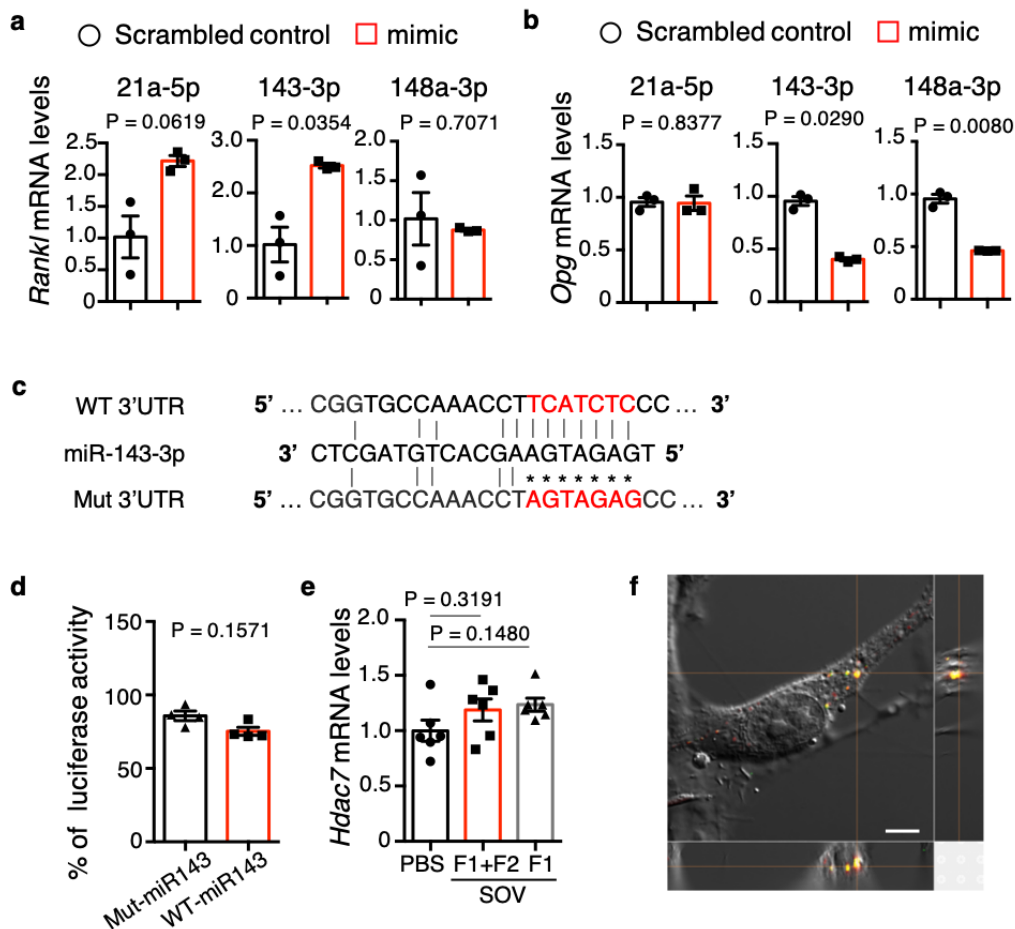 a
Scrambled control mimic
21a-5p 143-3p 148a-3p
P = 0.0619 P = 0.0354 P = 0.7071
Rankl mRNA levels
2.5
2.0
1.5
1.0
0.5
0
3.0
2.0
1.0
0
2.0
1.5
1.0
0.5
0
b
Scrambled control mimic
21a-5p 143-3p 148a-3p
P = 0.8377 P = 0.0290 P = 0.0080
Opg mRNA levels
1.5
1.0
0.5
0
1.5
1.0
0.5
0
1.5
1.0
0.5
0
c
WT 3’UTR 5’ ... CGGTGCCAAACCTTCATCTCCC ... 3’
miR-143-3p 3’ CTCGATGTCACGAAGTAGAGT 5’
* * * * * * *
Mut 3’UTR 5’ ... CGGTGCCAAACCTAGTAGAGCC ... 3’
d
% of luciferase activity
P = 0.1571
150
100
50
0
Mut-miR143
WT-miR143
e
Hdac7 mRNA levels
P = 0.3191
P = 0.1480
2.0
1.5
1.0
0.5
0
PBS F1+F2 F1
SOV
f